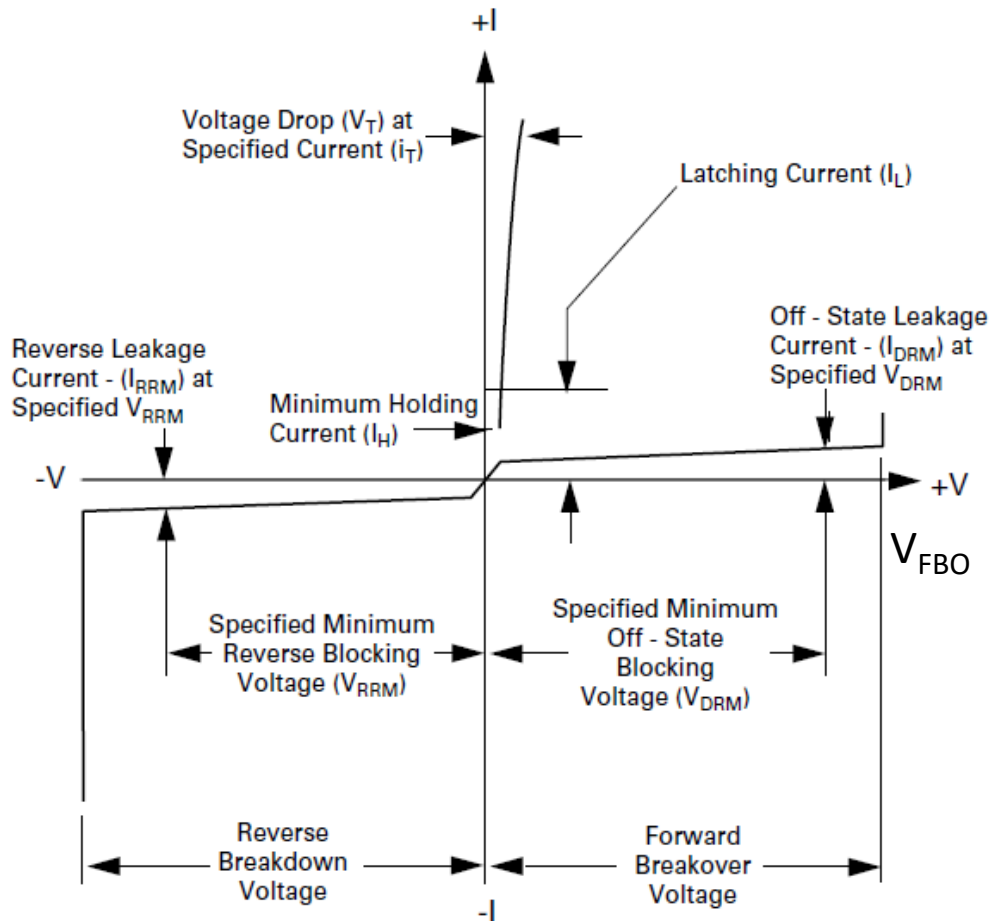 +I
Voltage Drop (V_T) at
Specified Current (i_T)
Latching Current (I_L)
Off - State Leakage
Current - (I_DRM) at
Specified V_DRM
Reverse Leakage
Current - (I_RRM) at
Specified V_RRM
Minimum Holding
Current (I_H)
-V
+V
V_FBO
Specified Minimum
Reverse Blocking
Voltage (V_RRM)
Specified Minimum
Off - State
Blocking
Voltage (V_DRM)
Reverse
Breakdown
Voltage
Forward
Breakover
Voltage
-I